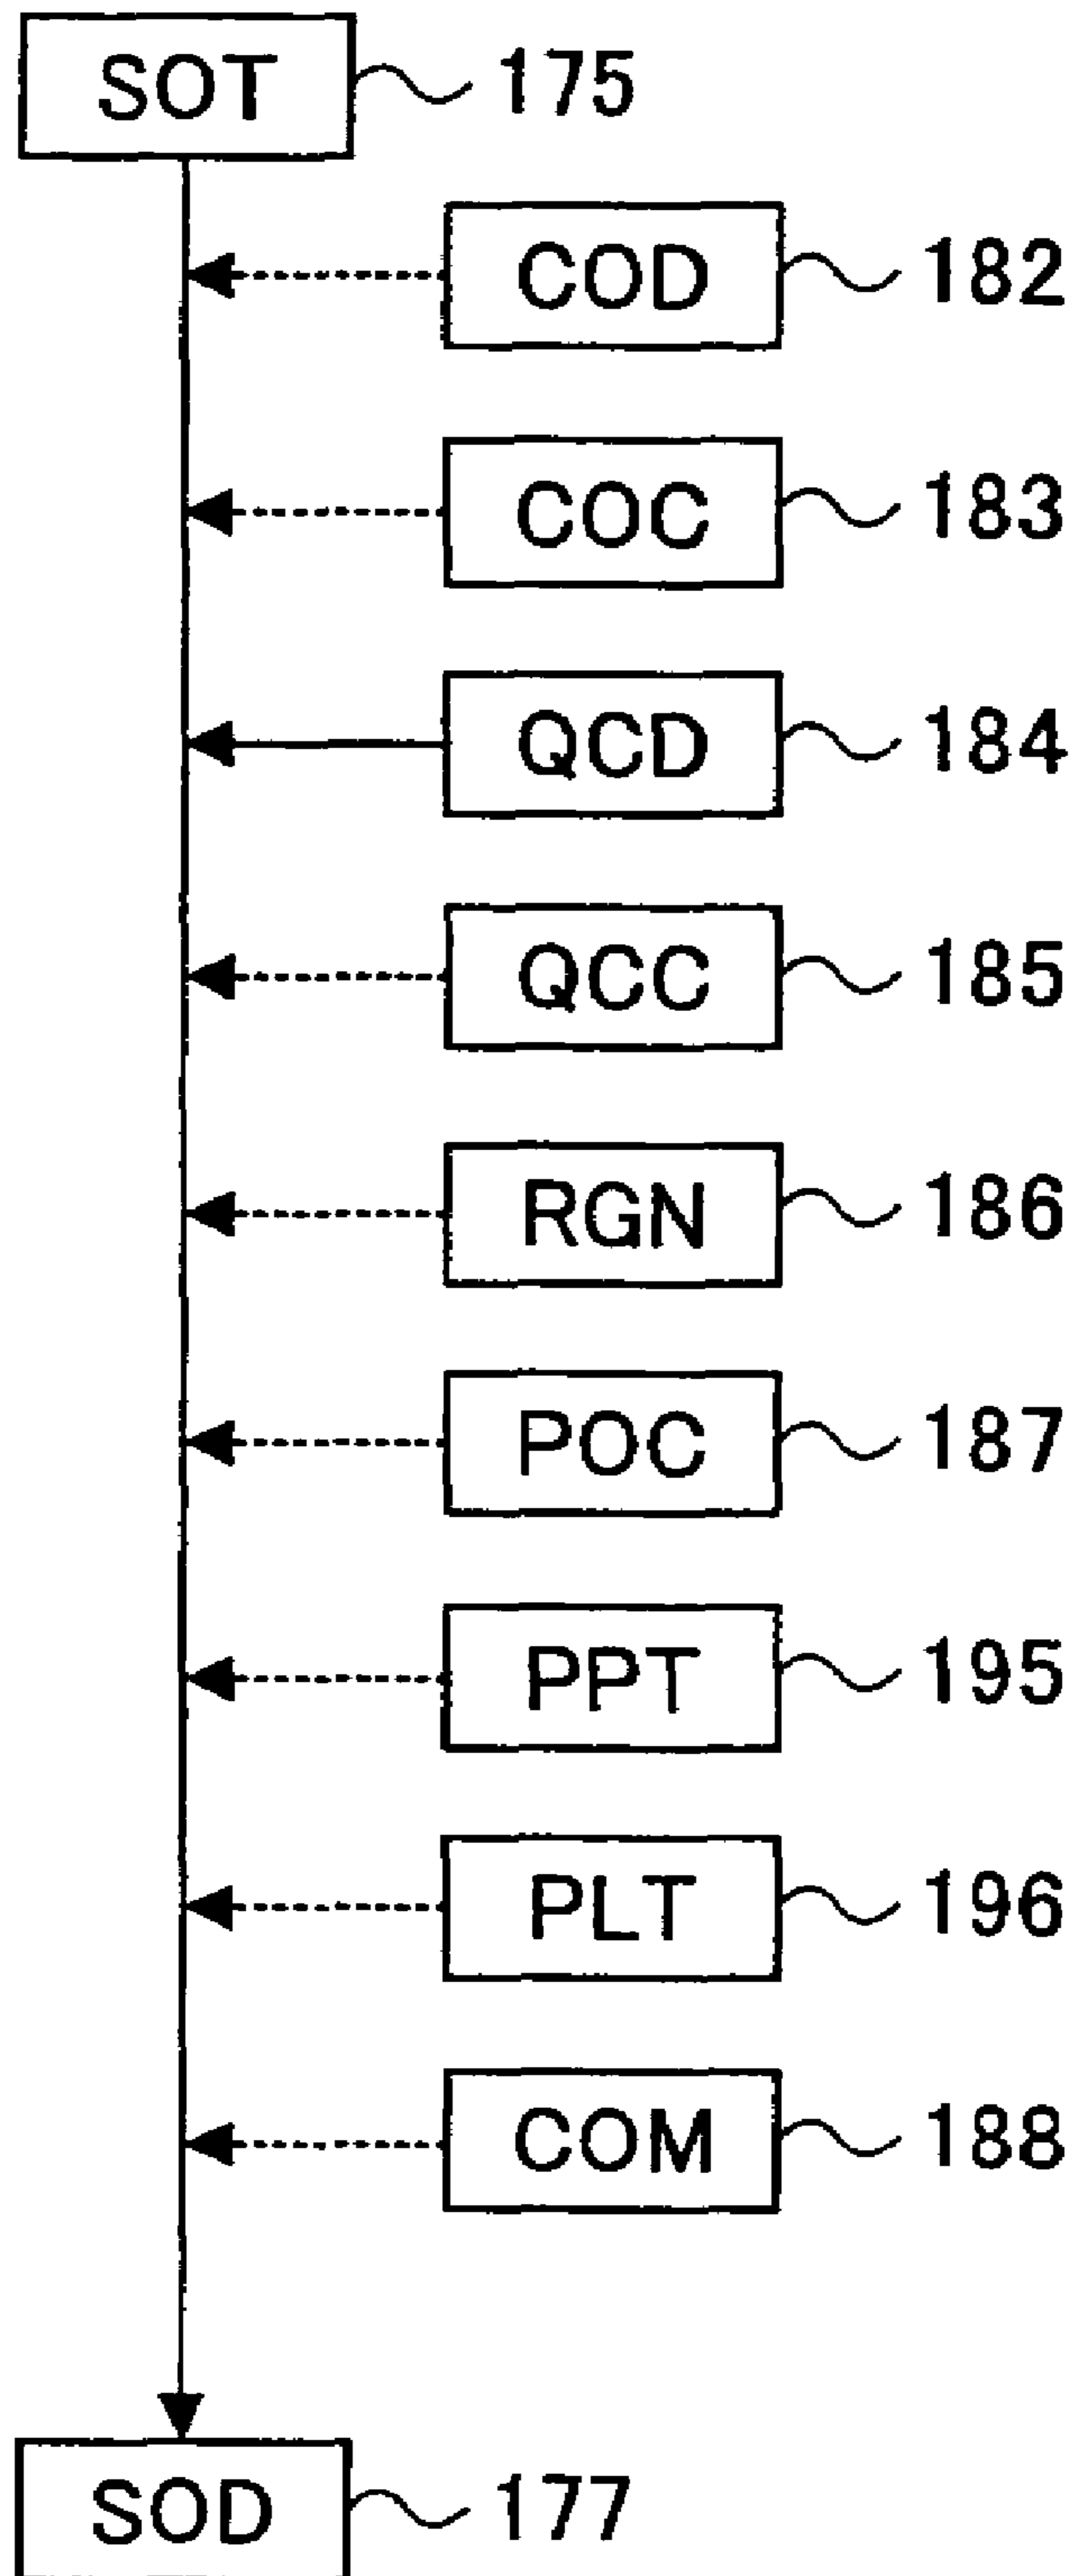 SOT 175
COD 182
COC 183
QCD 184
QCC 185
RGN 186
POC 187
PPT 195
PLT 196
COM 188
SOD 177